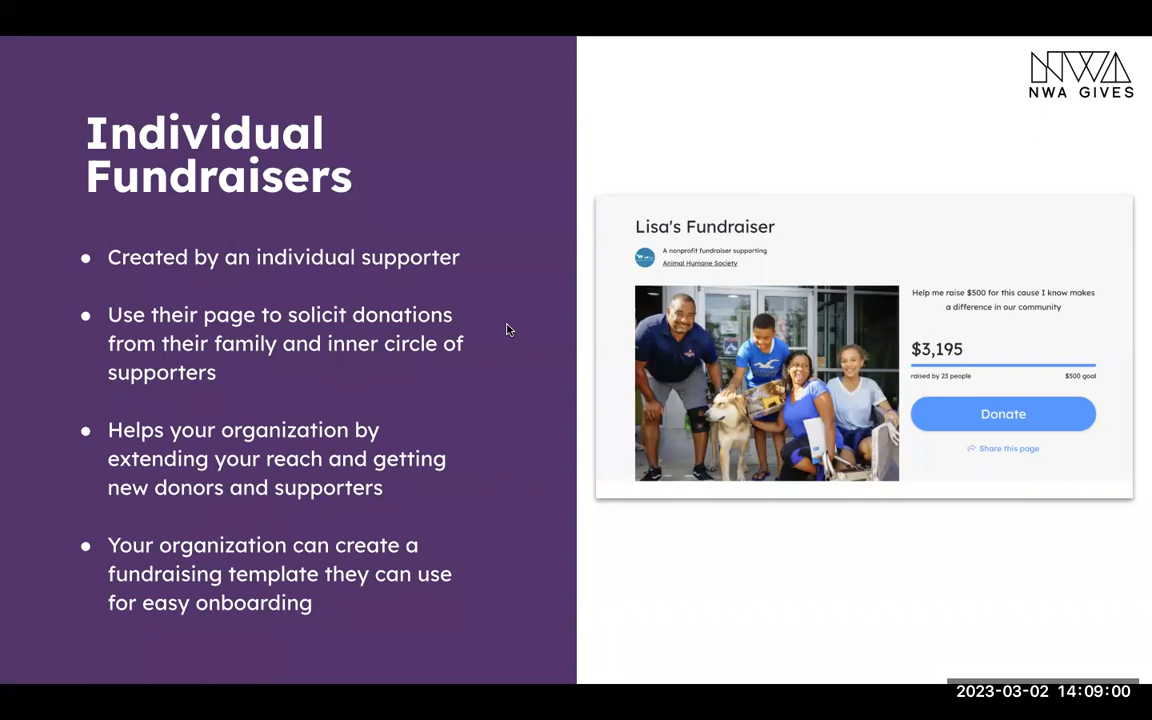 NWA
NWA GIVES
Individual
Fundraisers
● Created by an individual supporter
● Use their page to solicit donations
from their family and inner circle of
supporters
● Helps your organization by
extending your reach and getting
new donors and supporters
● Your organization can create a
fundraising template they can use
for easy onboarding
Lisa's Fundraiser
A nonprofit fundraiser supporting
Animal Humane Society
Help me raise $500 for this cause I know makes
a difference in our community
$3,195
raised by 23 people
$500 goal
Donate
Share this page
2023-03-02 14:09:00